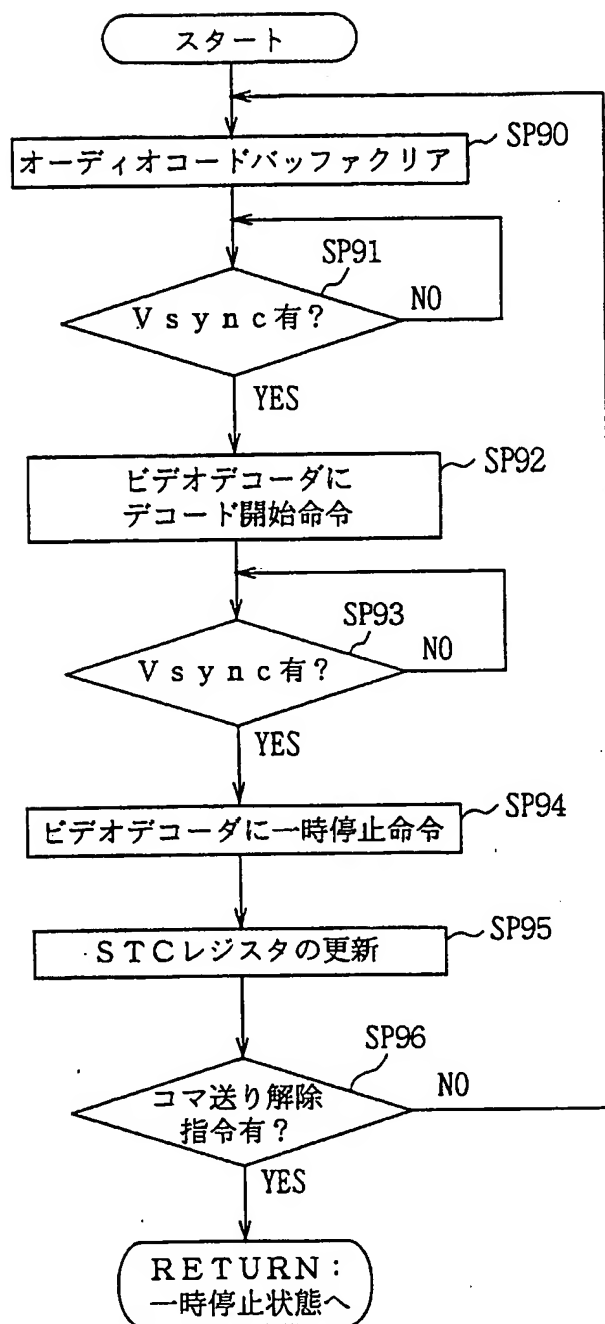 スタート
SP90
オーディオコードバッファクリア
SP91
Vsync有?
NO
YES
SP92
ビデオデコーダに
デコード開始命令
SP93
Vsync有?
NO
YES
SP94
ビデオデコーダに一時停止命令
SP95
STCレジスタの更新
SP96
コマ送り解除
指令有?
NO
YES
RETURN:
一時停止状態へ